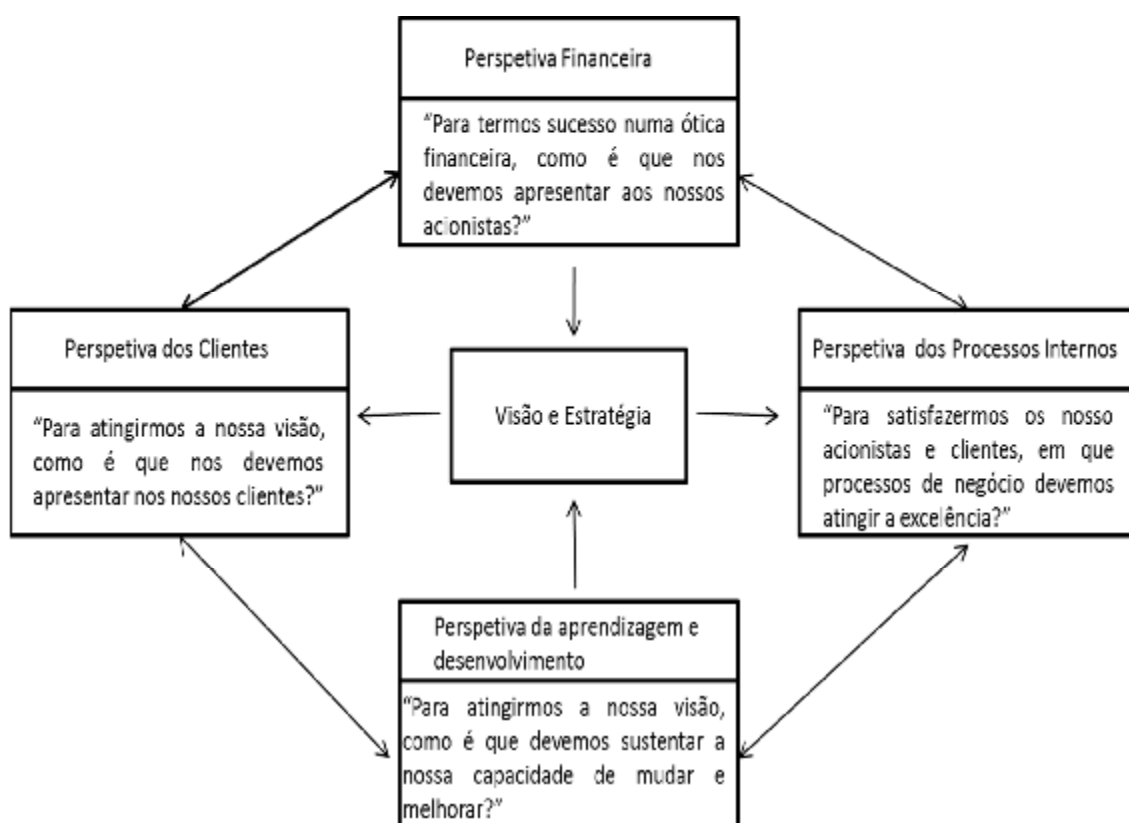 Perspetiva Financeira
“Para termos sucesso numa ótica
financeira, como é que nos
devemos apresentar aos nossos
acionistas?”
Perspetiva dos Clientes
“Para atingirmos a nossa visão,
como é que nos devemos
apresentar nos nossos clientes?”
Visão e Estratégia
Perspetiva dos Processos Internos
“Para satisfazermos os nosso
acionistas e clientes, em que
processos de negócio devemos
atingir a excelência?”
Perspetiva da aprendizagem e
desenvolvimento
“Para atingirmos a nossa visão,
como é que devemos sustentar a
nossa capacidade de mudar e
melhorar?”